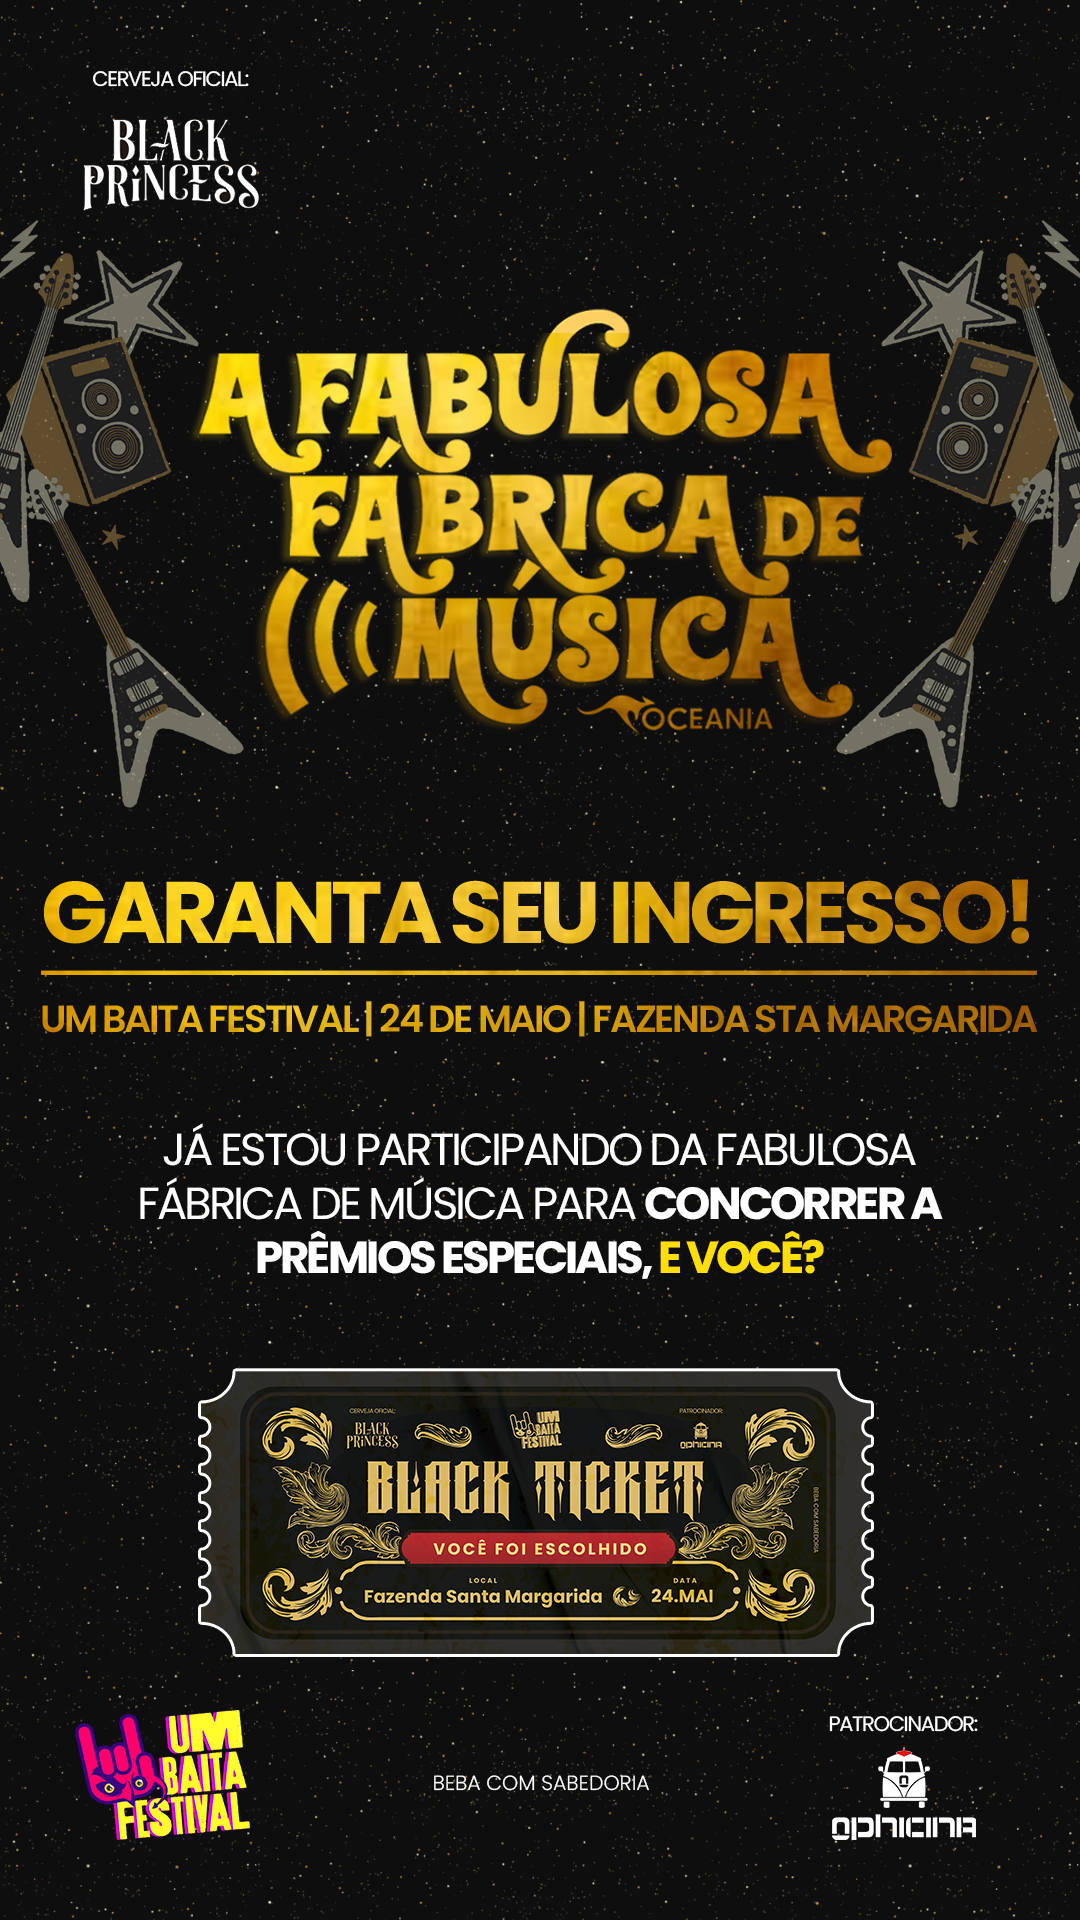 CERVEJA OFICIAL:
BLACK
PRINCESS
A FABULOSA
FÁBRICA DE
MÚSICA
OCEANIA
GARANTA SEU INGRESSO!
UM BAITA FESTIVAL | 24 DE MAIO | FAZENDA STA MARGARIDA
JÁ ESTOU PARTICIPANDO DA FABULOSA
FÁBRICA DE MÚSICA PARA CONCORRER A
PRÊMIOS ESPECIAIS, E VOCÊ?
CERVEJA OFICIAL:
BLACK
PRINCESS
UM
BAITA
FESTIVAL
PATROCINADOR:
OPHICINA
BLACK TICKET
VOCÊ FOI ESCOLHIDO
LOCAL
Fazenda Santa Margarida
DATA
24.MAI
BEBA COM SABEDORIA
UM
BAITA
FESTIVAL
BEBA COM SABEDORIA
PATROCINADOR:
OPHICINA